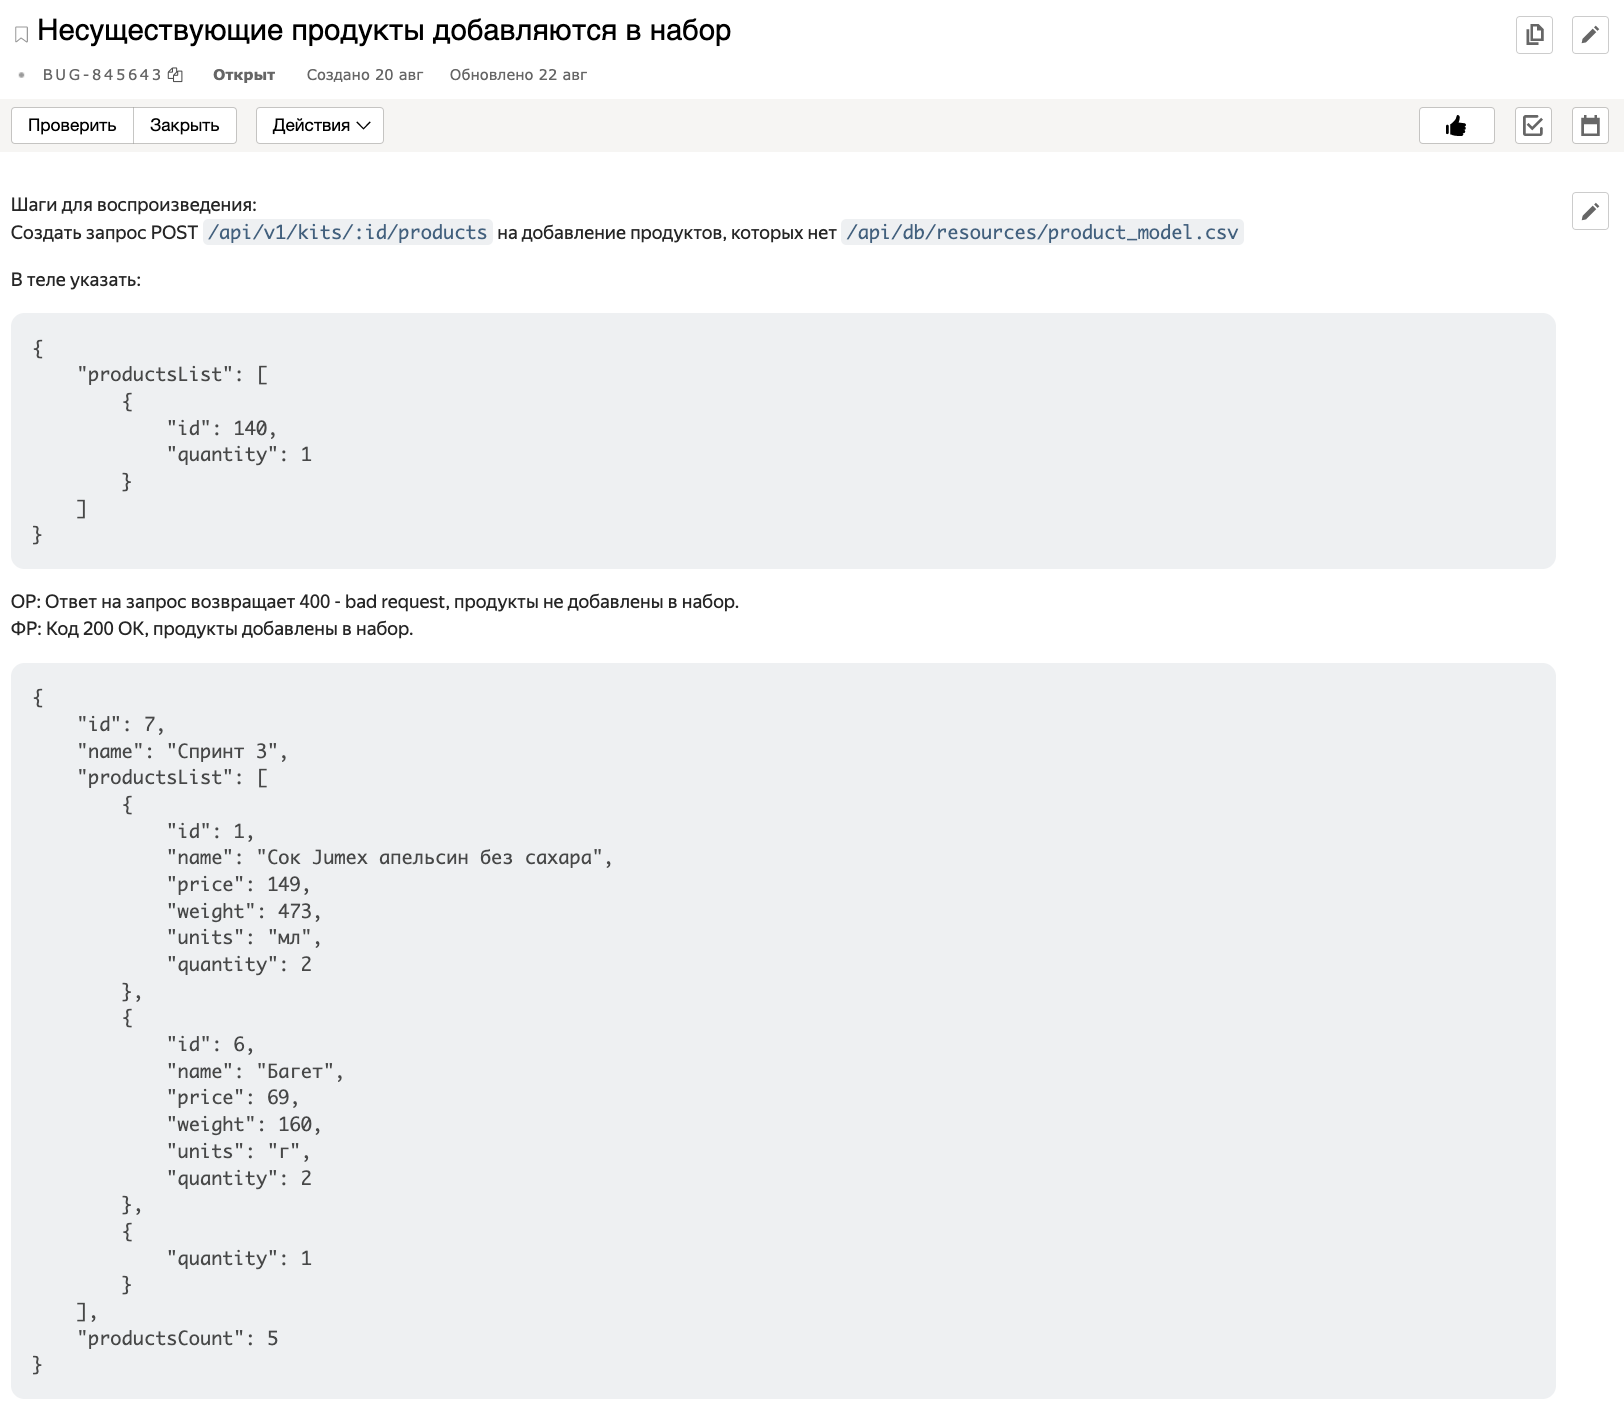 Несуществующие продукты добавляются в набор
BUG-845643 Открыт Создано 20 авг Обновлено 22 авг
Проверить Закрыть Действия
Шаги для воспроизведения:
Создать запрос POST /api/v1/kits/:id/products на добавление продуктов, которых нет /api/db/resources/product_model.csv
В теле указать:
{
    "productsList": [
        {
            "id": 140,
            "quantity": 1
        }
    ]
}
ОР: Ответ на запрос возвращает 400 - bad request, продукты не добавлены в набор.
ФР: Код 200 ОК, продукты добавлены в набор.
{
    "id": 7,
    "name": "Спринт 3",
    "productsList": [
        {
            "id": 1,
            "name": "Сок Jumex апельсин без сахара",
            "price": 149,
            "weight": 473,
            "units": "мл",
            "quantity": 2
        },
        {
            "id": 6,
            "name": "Багет",
            "price": 69,
            "weight": 160,
            "units": "г",
            "quantity": 2
        },
        {
            "quantity": 1
        }
    ],
    "productsCount": 5
}